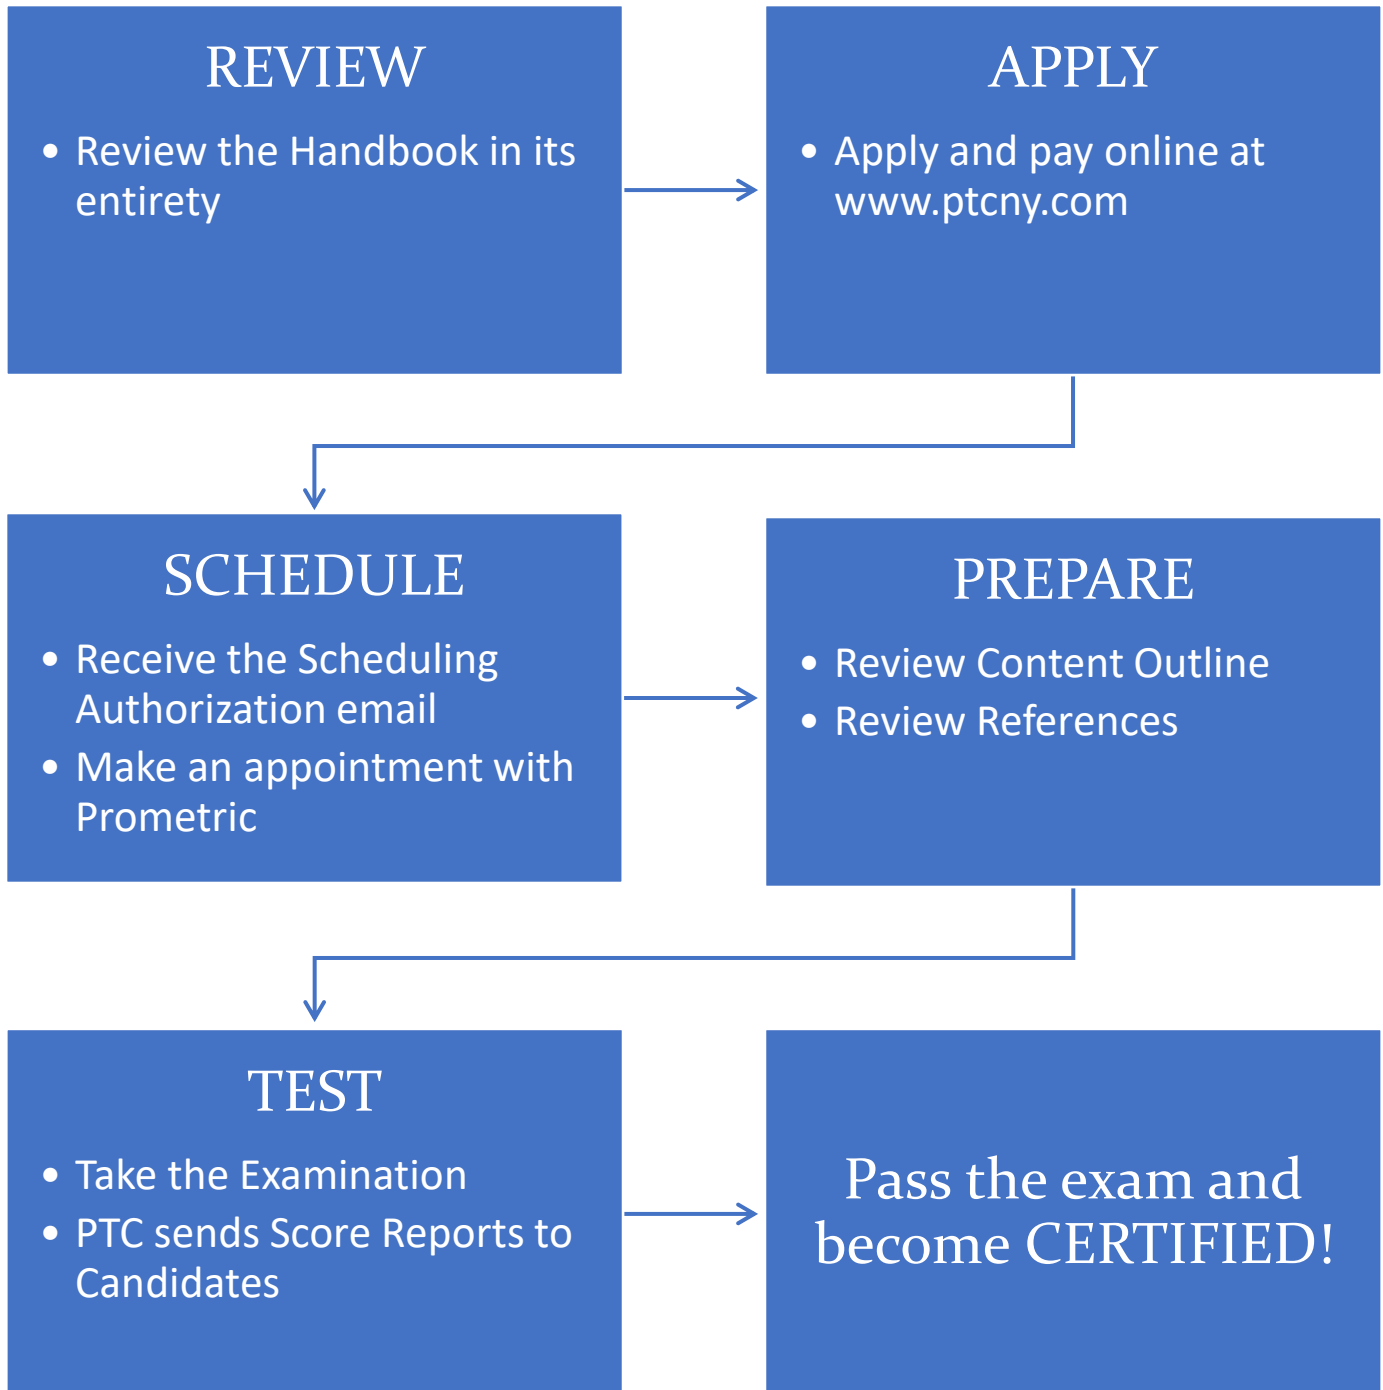 REVIEW
• Review the Handbook in its
entirety
APPLY
• Apply and pay online at
www.ptcny.com
SCHEDULE
• Receive the Scheduling
Authorization email
• Make an appointment with
Prometric
PREPARE
• Review Content Outline
• Review References
TEST
• Take the Examination
• PTC sends Score Reports to
Candidates
Pass the exam and
become CERTIFIED!